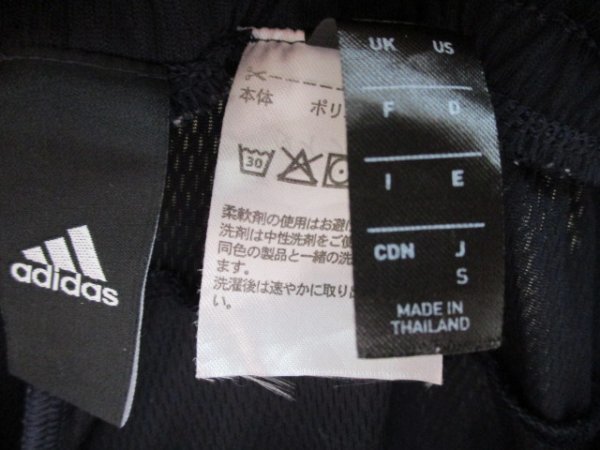 adidas
本体 ポリ
30
柔軟剤の使用はお避け
洗剤は中性洗剤をご使
同色の製品と一緒の洗
ます。
洗濯後は速やかに取り出
い。
UK US
F D
I E
CDN J
S
MADE IN
THAILAND